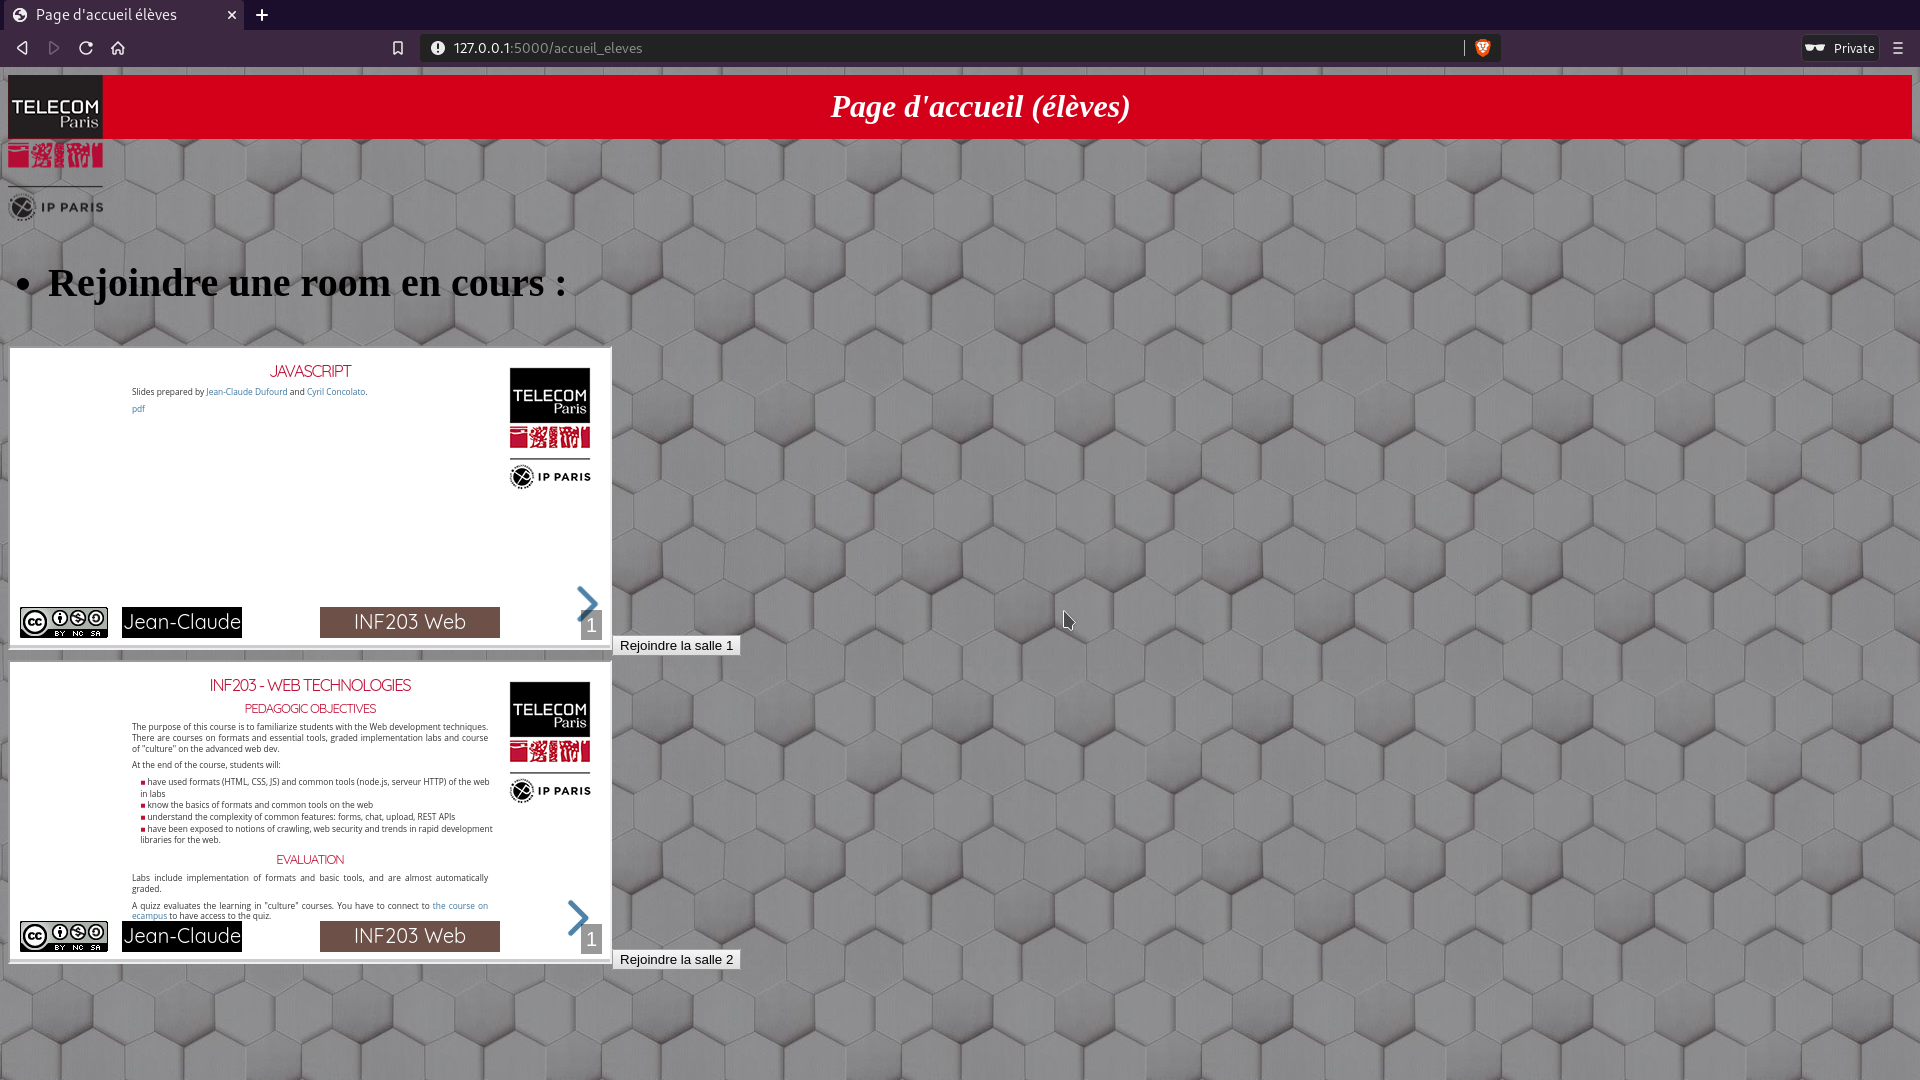 Page d'accueil élèves
127.0.0.1:5000/accueil_eleves
Private
TELECOM
Paris
IP PARIS
Page d'accueil (élèves)
Rejoindre une room en cours :
JAVASCRIPT
Slides prepared by Jean-Claude Dufourd and Cyril Concolato.
pdf
TELECOM
Paris
IP PARIS
CC BY NC SA
Jean-Claude
INF203 Web
1
Rejoindre la salle 1
INF203 - WEB TECHNOLOGIES
PEDAGOGIC OBJECTIVES
The purpose of this course is to familiarize students with the Web development techniques.
There are courses on formats and essential tools, graded implementation labs and course
of "culture" on the advanced web dev.
At the end of the course, students will:
have used formats (HTML, CSS, JS) and common tools (node.js, serveur HTTP) of the web
in labs
know the basics of formats and common tools on the web
understand the complexity of common features: forms, chat, upload, REST APIs
have been exposed to notions of crawling, web security and trends in rapid development
libraries for the web.
EVALUATION
Labs include implementation of formats and basic tools, and are almost automatically
graded.
A quizz evaluates the learning in "culture" courses. You have to connect to the course on
ecampus to have access to the quiz.
TELECOM
Paris
IP PARIS
CC BY NC SA
Jean-Claude
INF203 Web
1
Rejoindre la salle 2